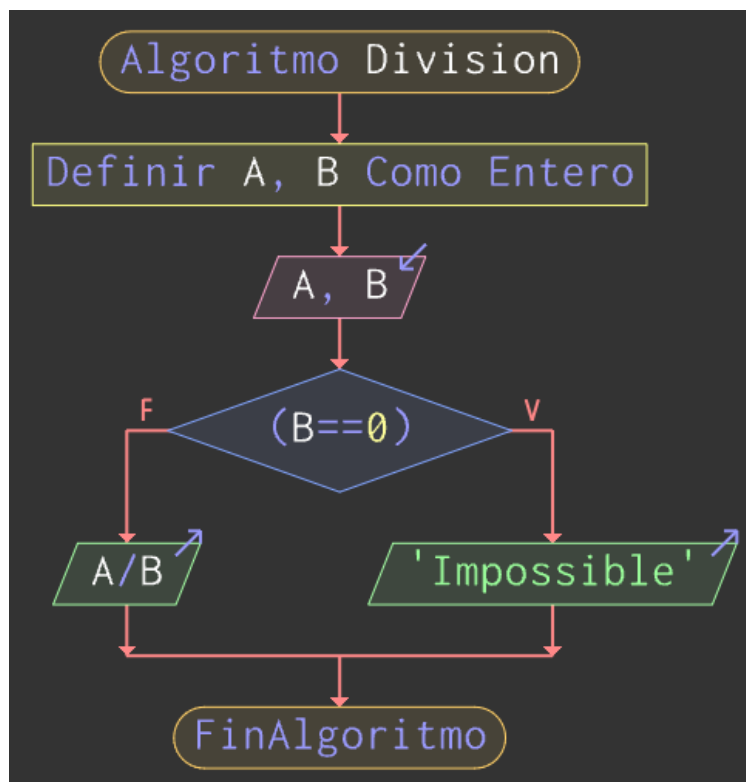 Algoritmo Division
Definir A, B Como Entero
A, B
F
V
(B==0)
A/B
'Impossible'
FinAlgoritmo